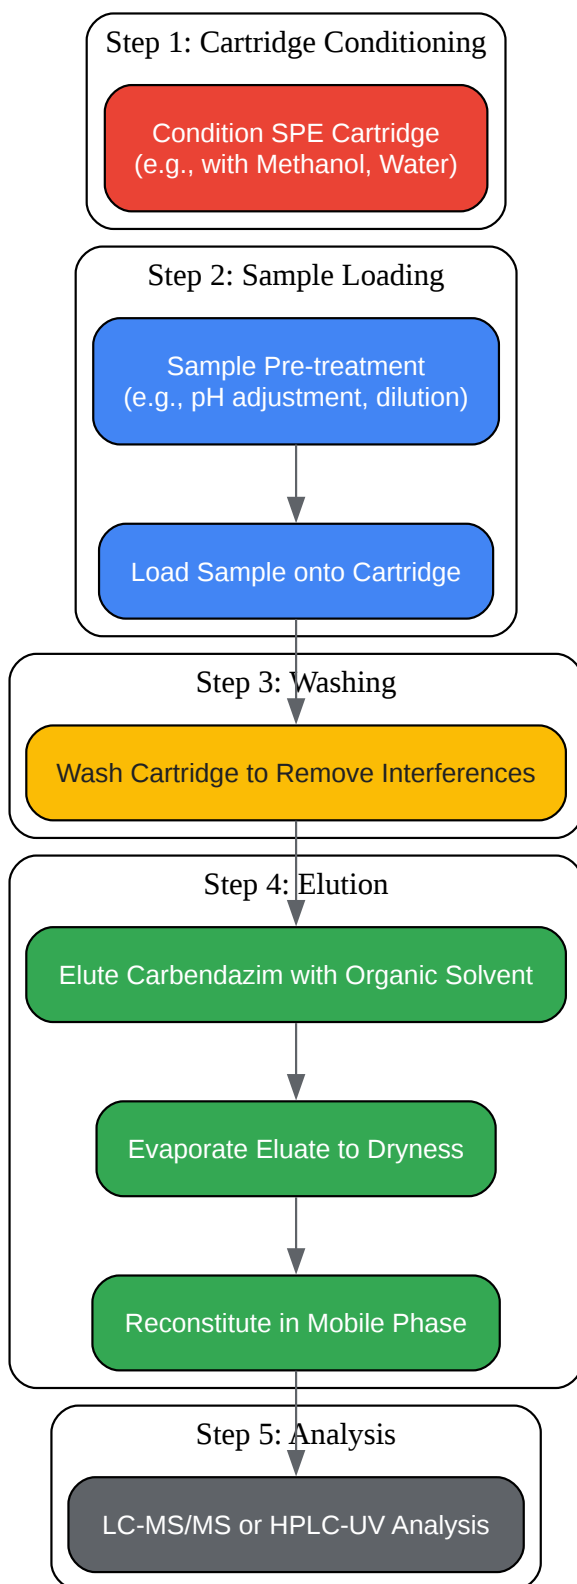 Step 1: Cartridge Conditioning
Condition SPE Cartridge
(e.g., with Methanol, Water)
Step 2: Sample Loading
Sample Pre-treatment
(e.g., pH adjustment, dilution)
Load Sample onto Cartridge
Step 3: Washing
Wash Cartridge to Remove Interferences
Step 4: Elution
Elute Carbendazim with Organic Solvent
Evaporate Eluate to Dryness
Reconstitute in Mobile Phase
Step 5: Analysis
LC-MS/MS or HPLC-UV Analysis